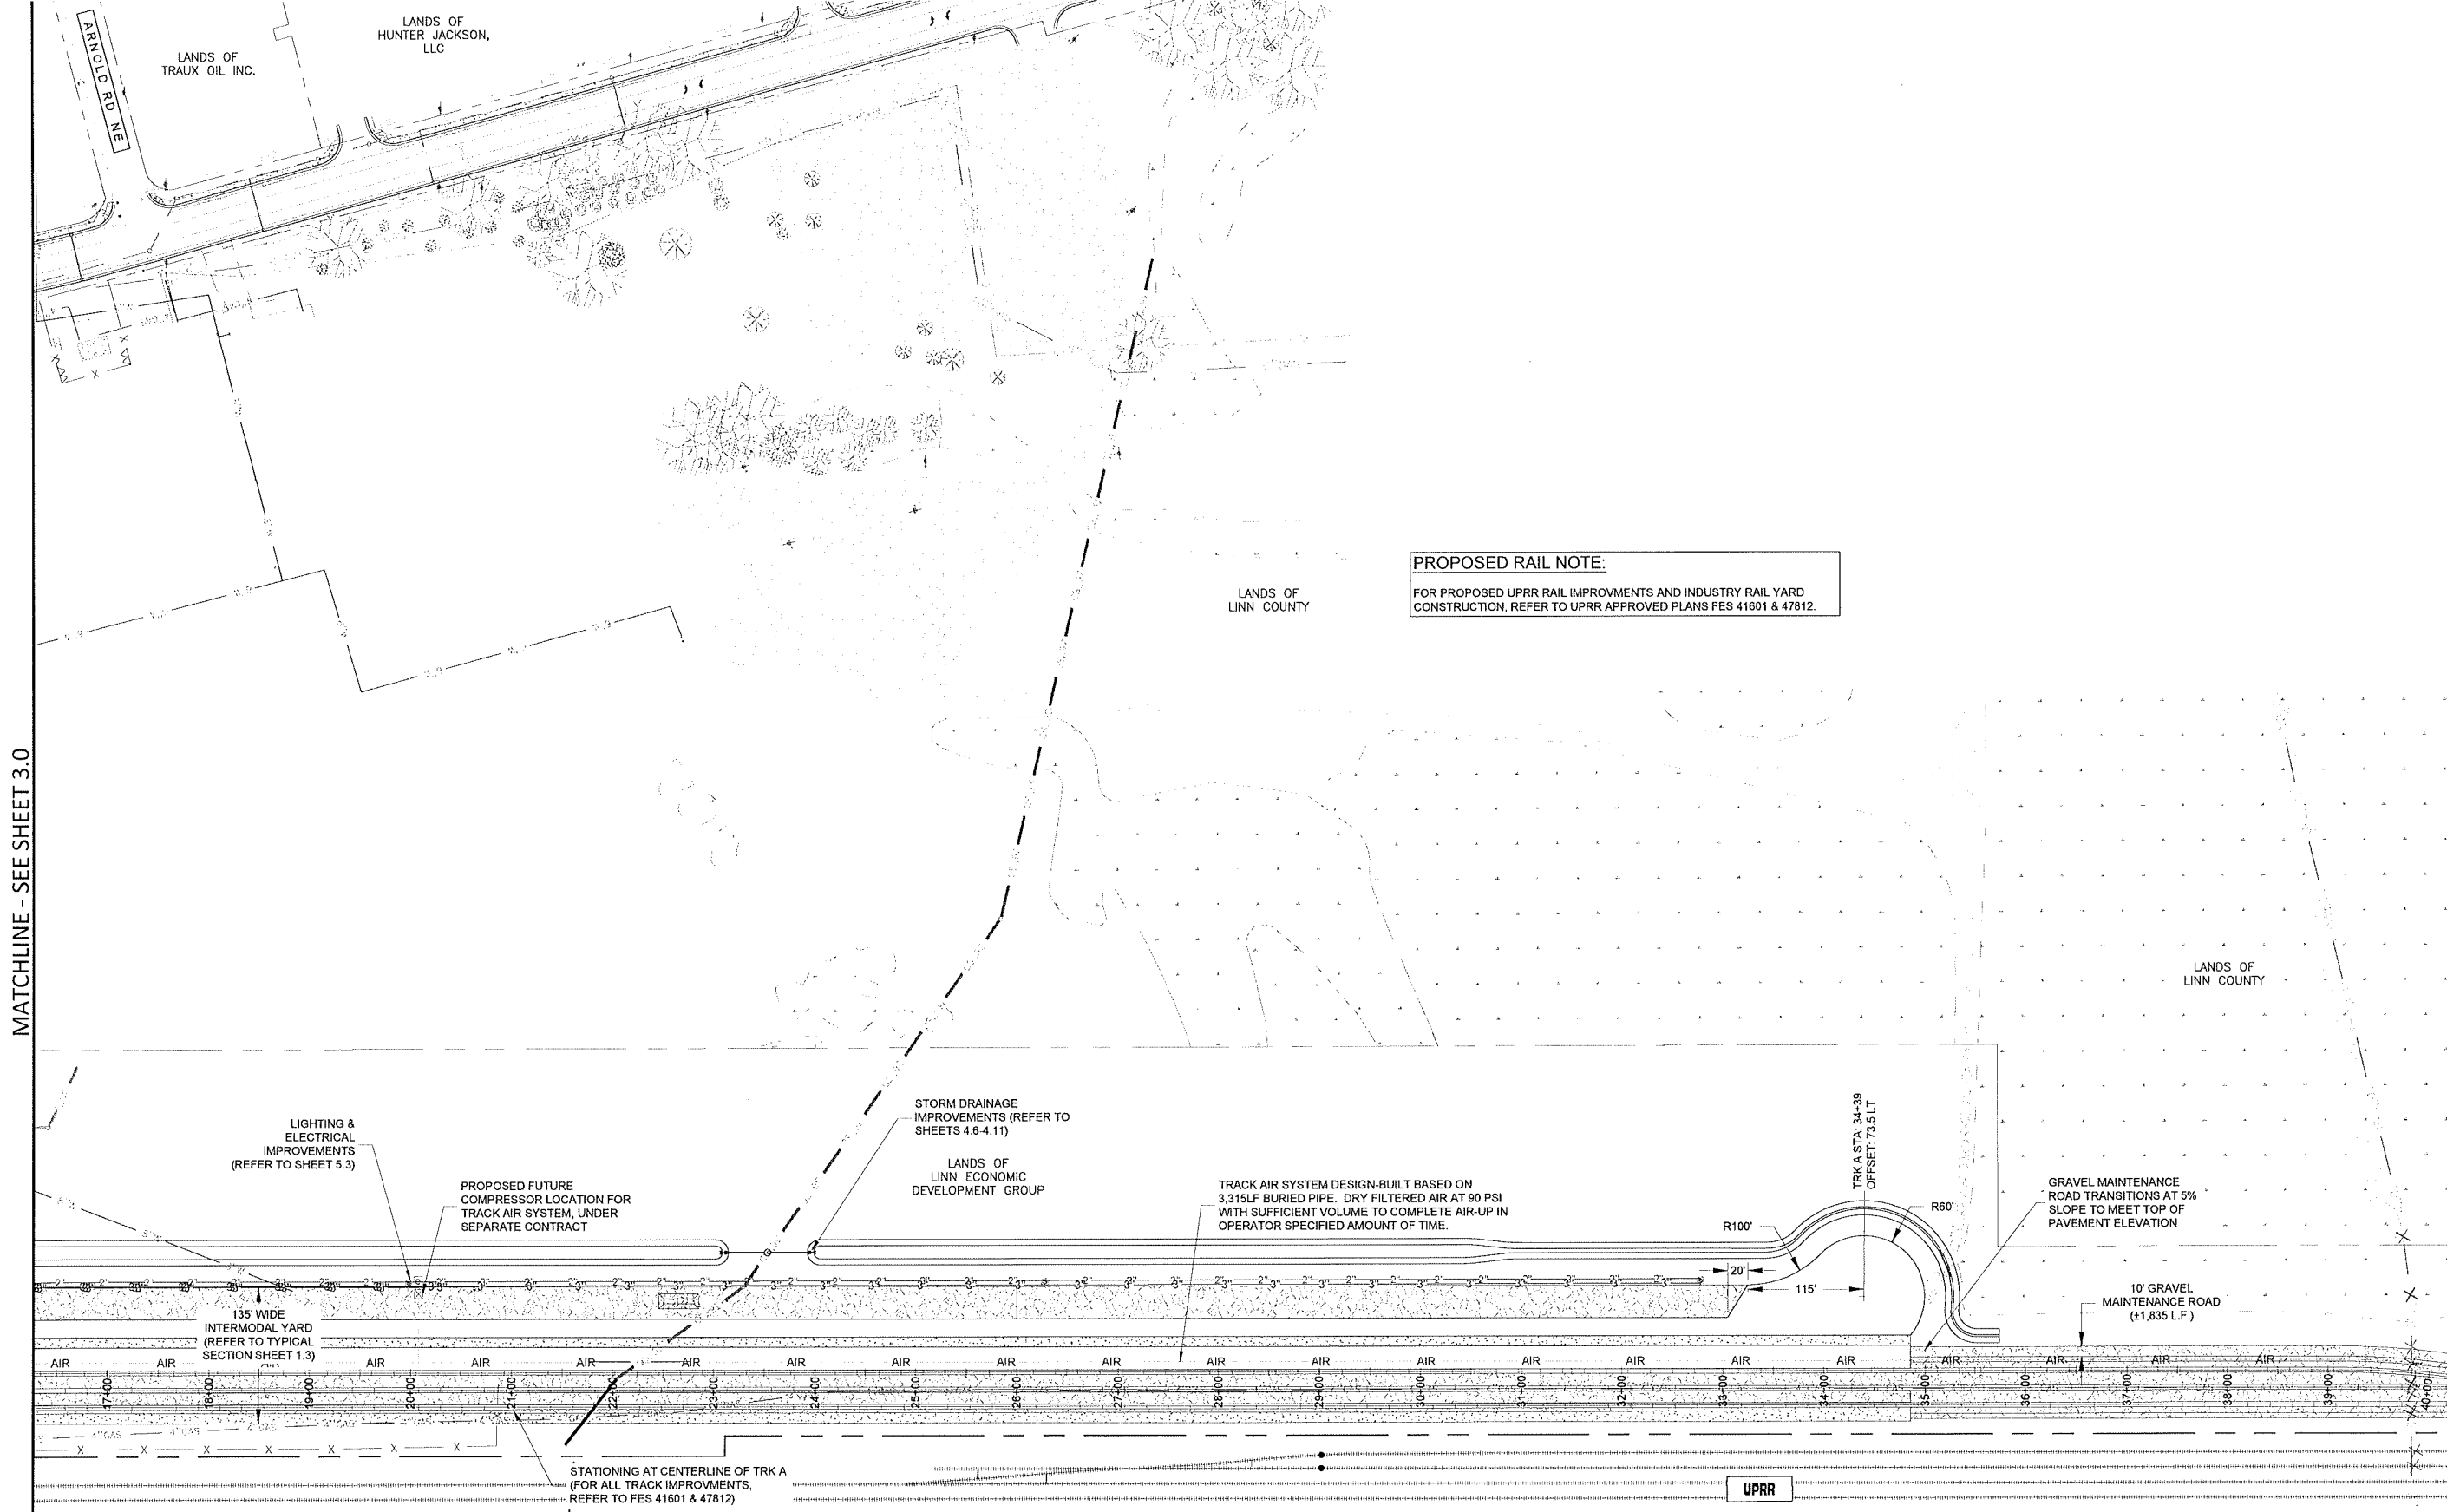 ARNOLD RD NE
LANDS OF
TRAUX OIL INC.
LANDS OF
HUNTER JACKSON,
LLC
MATCHLINE - SEE SHEET 3.0
LANDS OF
LINN COUNTY
PROPOSED RAIL NOTE:
FOR PROPOSED UPRR RAIL IMPROVMENTS AND INDUSTRY RAIL YARD
CONSTRUCTION, REFER TO UPRR APPROVED PLANS FES 41601 & 47812.
LANDS OF
LINN COUNTY
LIGHTING &
ELECTRICAL
IMPROVEMENTS
(REFER TO SHEET 5.3)
PROPOSED FUTURE
COMPRESSOR LOCATION FOR
TRACK AIR SYSTEM, UNDER
SEPARATE CONTRACT
STORM DRAINAGE
IMPROVEMENTS (REFER TO
SHEETS 4.6-4.11)
LANDS OF
LINN ECONOMIC
DEVELOPMENT GROUP
TRACK AIR SYSTEM DESIGN-BUILT BASED ON
3,315LF BURIED PIPE. DRY FILTERED AIR AT 90 PSI
WITH SUFFICIENT VOLUME TO COMPLETE AIR-UP IN
OPERATOR SPECIFIED AMOUNT OF TIME.
TRK A STA: 34+39
OFFSET: 73.5 LT
R100'
R60'
20'
115'
GRAVEL MAINTENANCE
ROAD TRANSITIONS AT 5%
SLOPE TO MEET TOP OF
PAVEMENT ELEVATION
10' GRAVEL
MAINTENANCE ROAD
(±1,835 L.F.)
135' WIDE
INTERMODAL YARD
(REFER TO TYPICAL
SECTION SHEET 1.3)
AIR AIR AIR AIR AIR AIR AIR AIR AIR AIR AIR AIR AIR AIR AIR AIR AIR AIR AIR AIR AIR AIR
17+00 18+00 19+00 20+00 21+00 22+00 23+00 24+00 25+00 26+00 27+00 28+00 29+00 30+00 31+00 32+00 33+00 34+00 35+00 36+00 37+00 38+00 39+00 40+00
4"GAS 4"GAS
X X X X X X X
STATIONING AT CENTERLINE OF TRK A
(FOR ALL TRACK IMPROVMENTS,
REFER TO FES 41601 & 47812)
UPRR